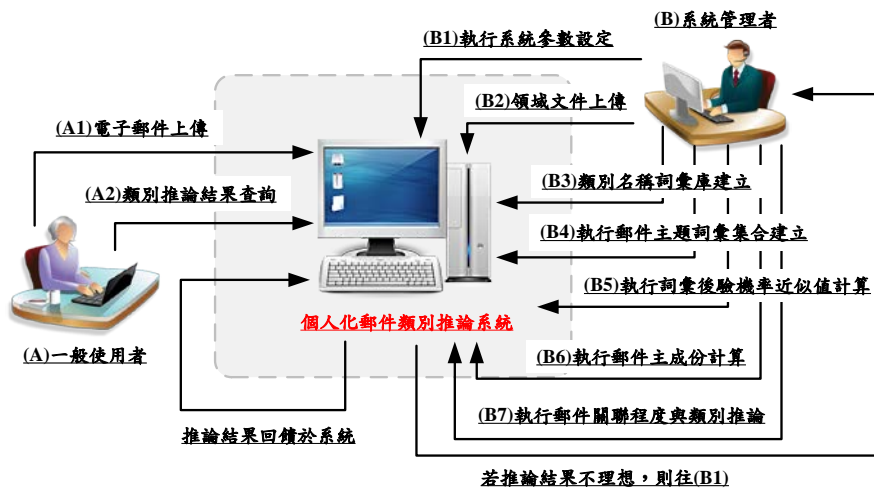 (B)系統管理者
(B1)執行系統參數設定
(B2)領域文件上傳
(A1)電子郵件上傳
(A2)類別推論結果查詢
(B3)類別名稱詞彙庫建立
(B4)執行郵件主題詞彙集合建立
(B5)執行詞彙後驗機率近似值計算
個人化郵件類別推論系統
(A)一般使用者
(B6)執行郵件主成份計算
(B7)執行郵件關聯程度與類別推論
推論結果回饋於系統
若推論結果不理想，則往(B1)